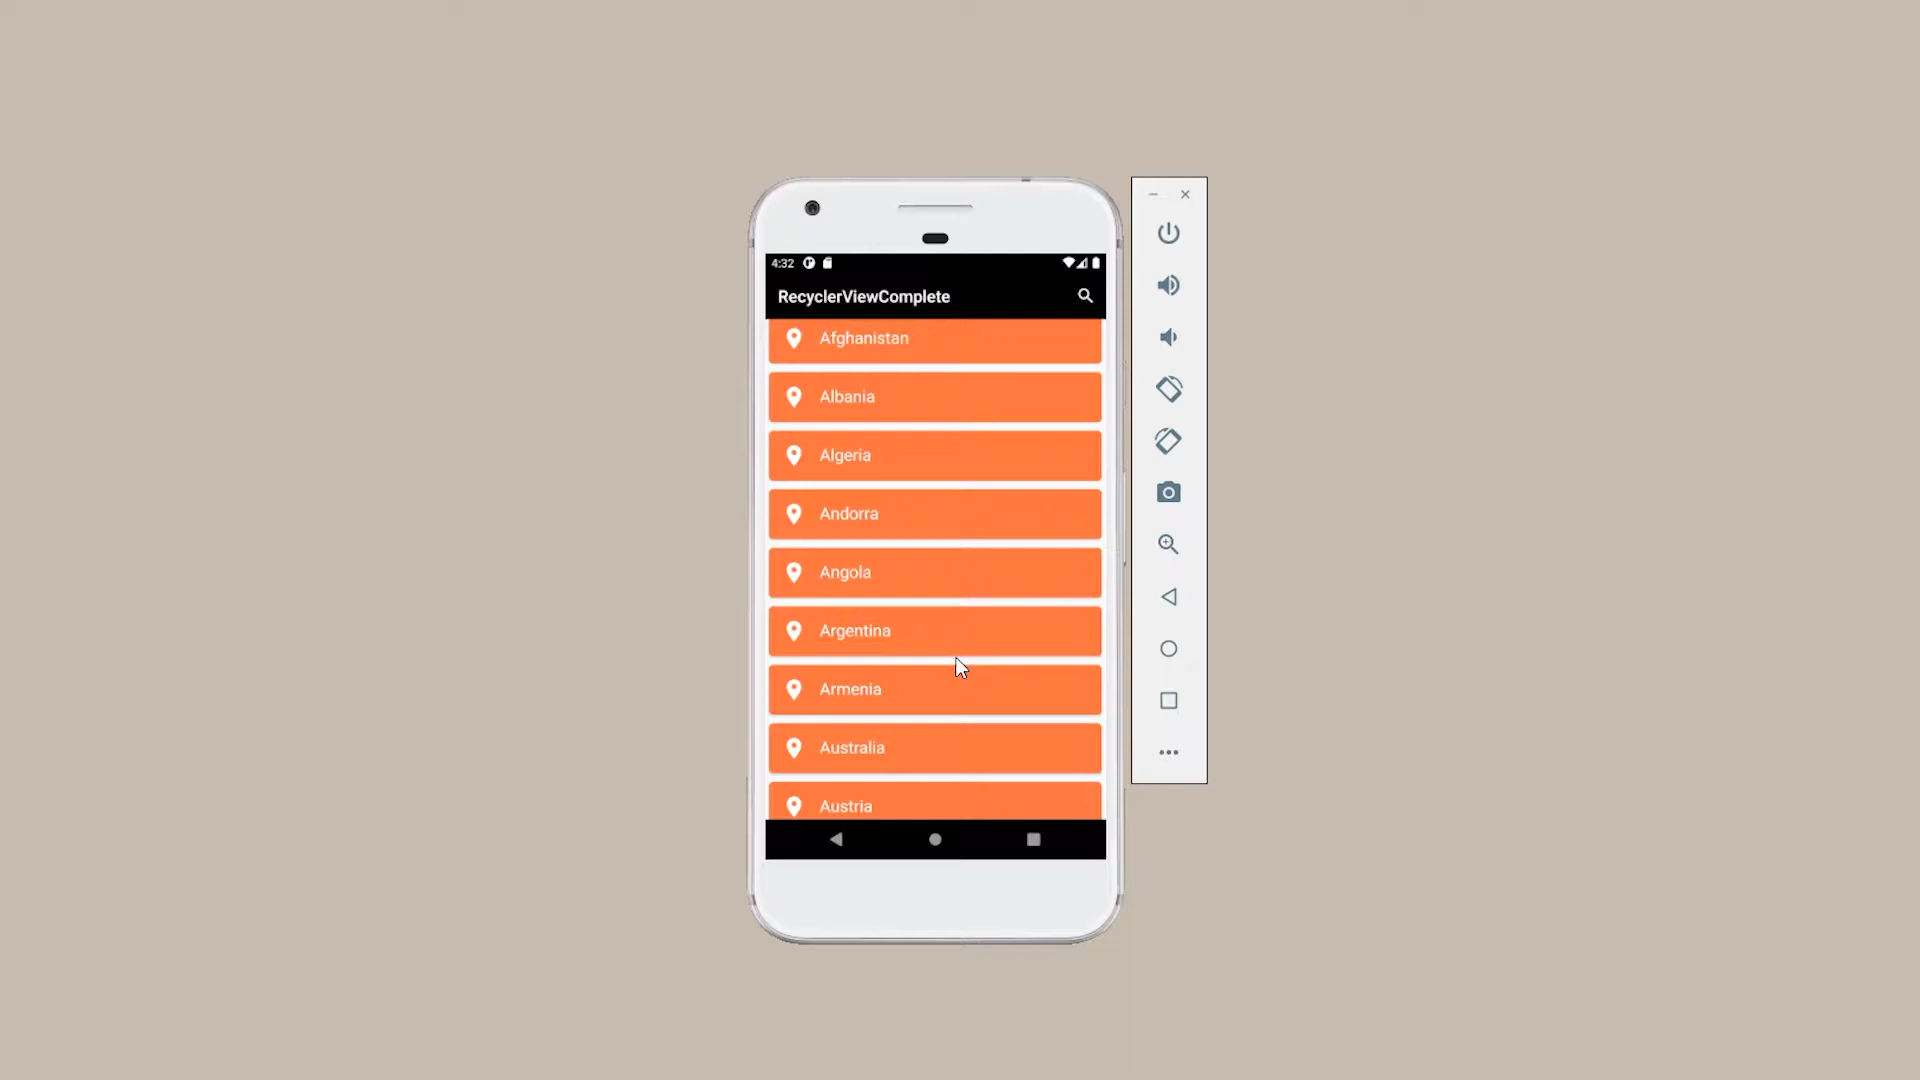 4:32
RecyclerViewComplete
Afghanistan
Albania
Algeria
Andorra
Angola
Argentina
Armenia
Australia
Austria